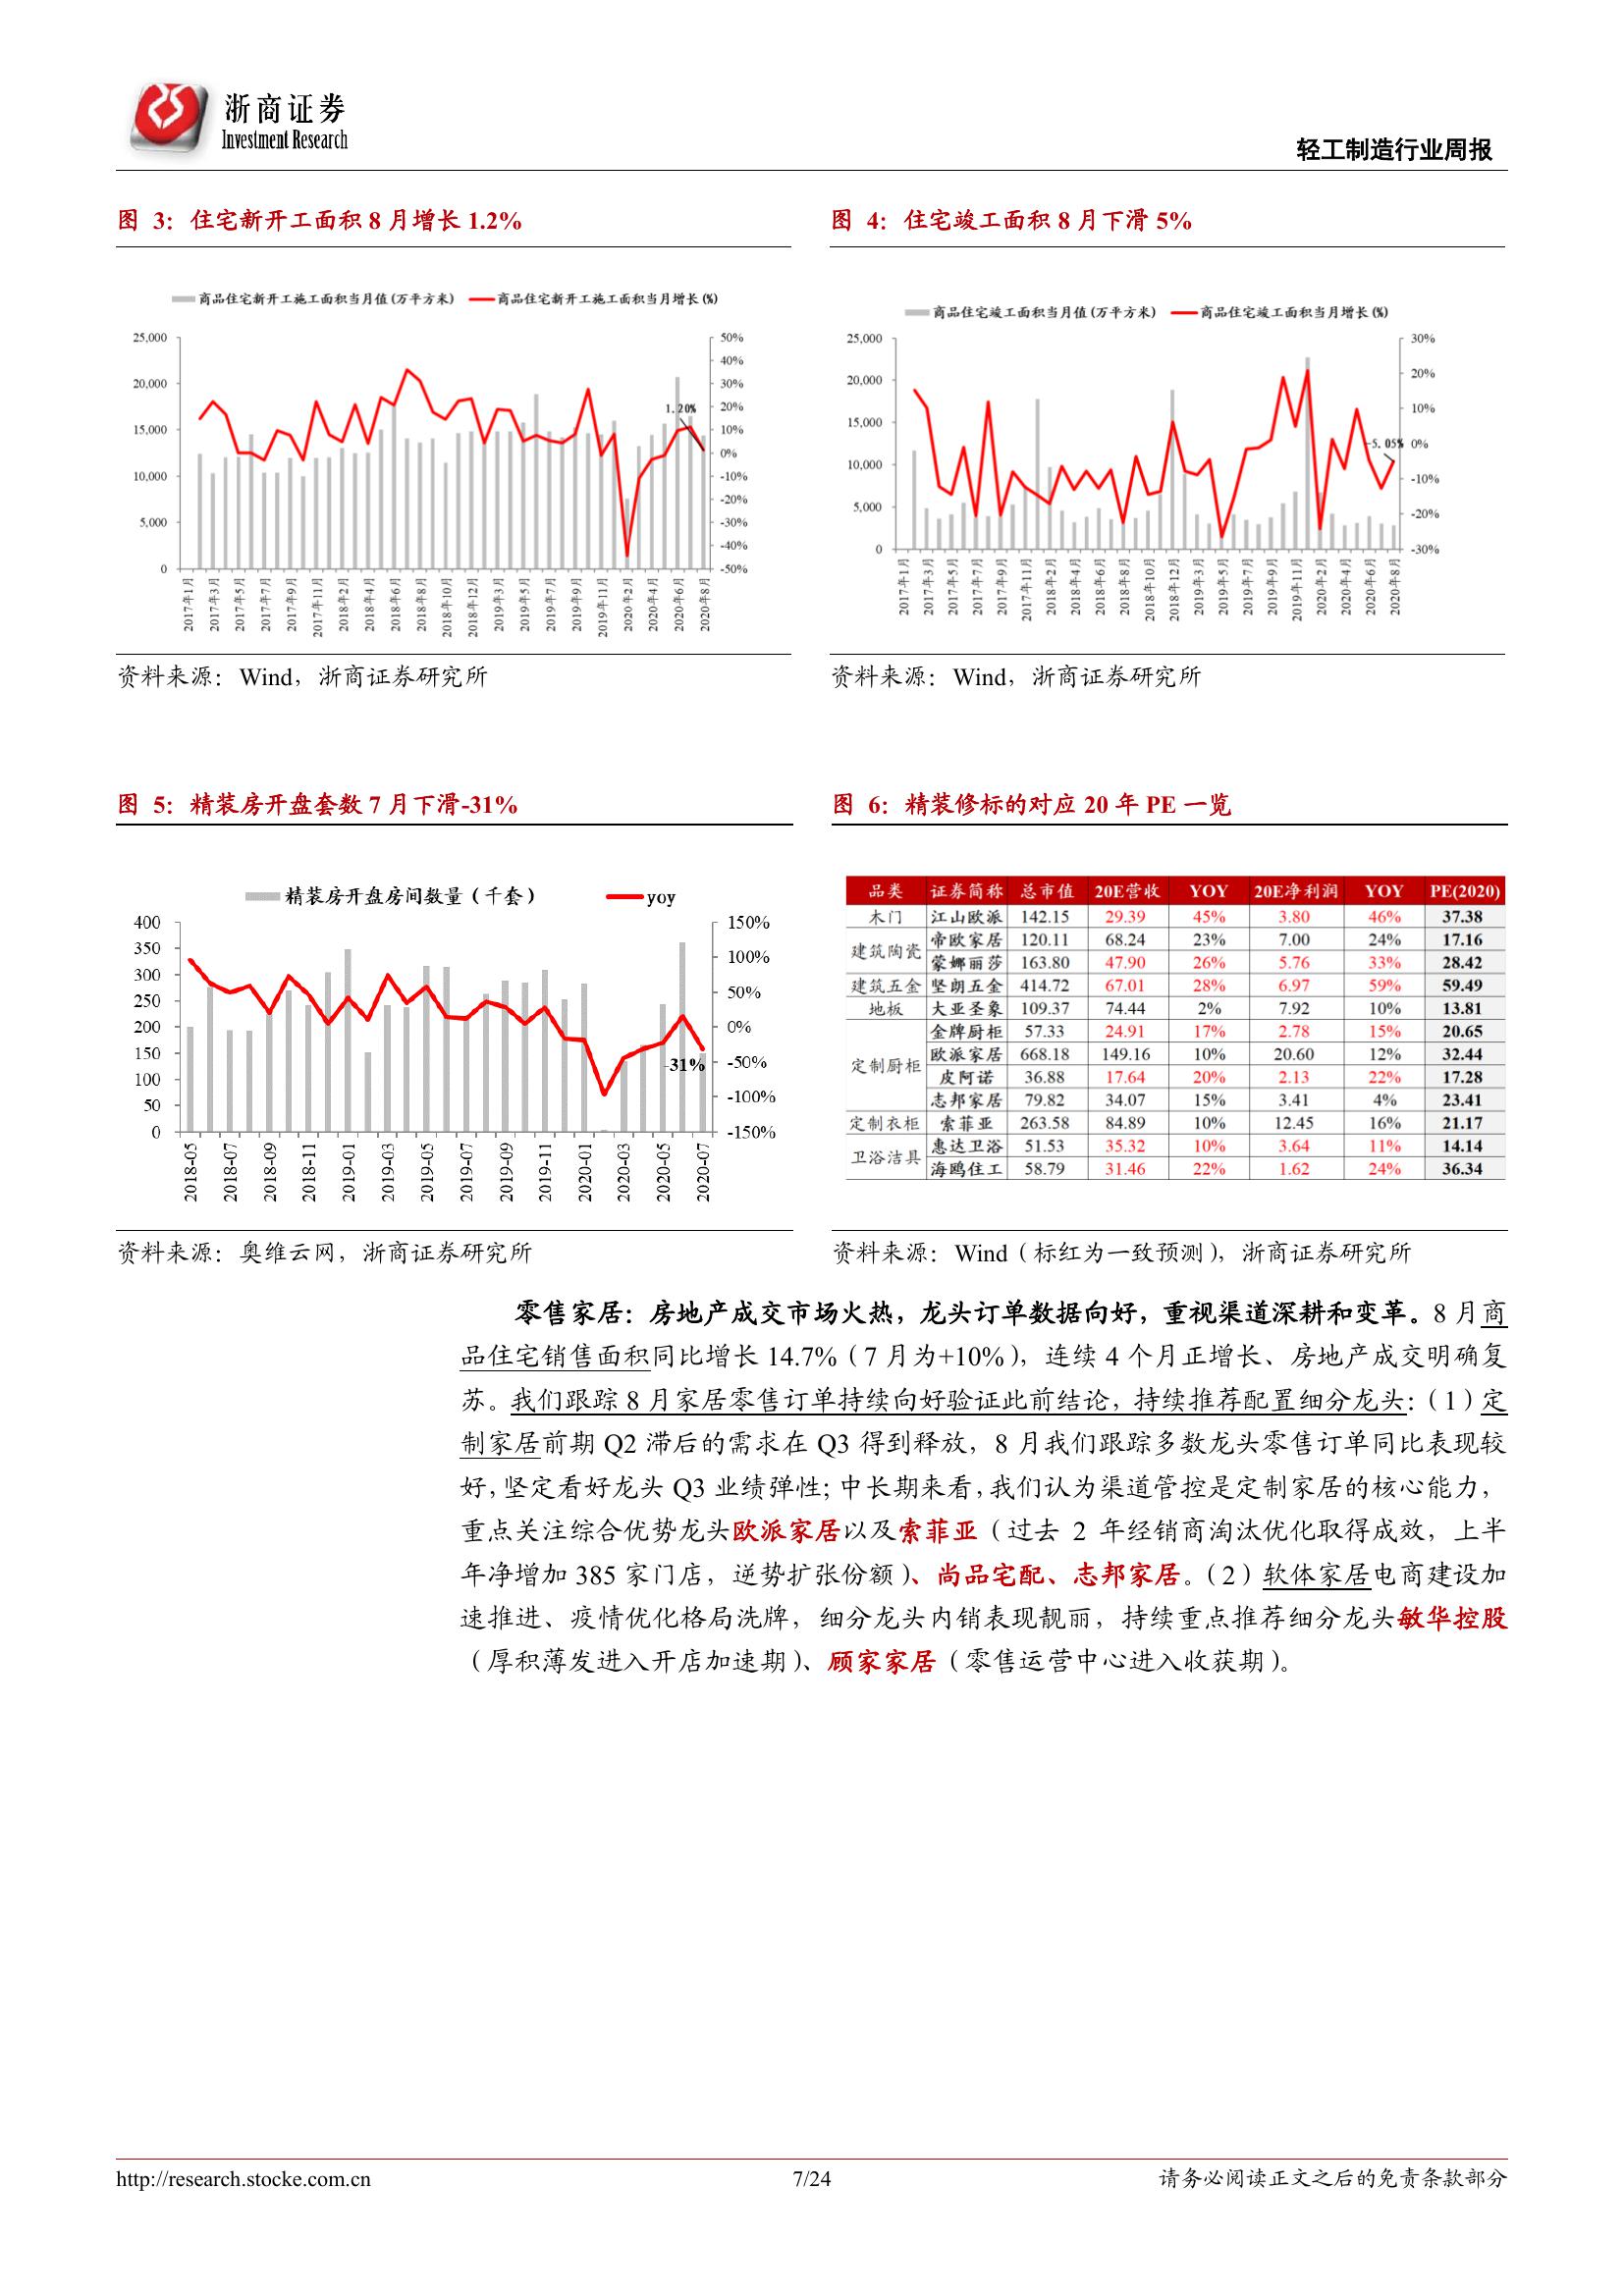 浙商证券
Investment Research
轻工制造行业周报
图 3：住宅新开工面积 8 月增长 1.2%
商品住宅新开工施工面积当月值(万平方米) 商品住宅新开工施工面积当月增长(%)
25,000
20,000
15,000
10,000
5,000
0
50%
40%
30%
20%
10%
0%
-10%
-20%
-30%
-40%
-50%
1.20%
2017年1月 2017年3月 2017年5月 2017年7月 2017年9月 2017年11月 2018年2月 2018年4月 2018年6月 2018年8月 2018年10月 2018年12月 2019年3月 2019年5月 2019年7月 2019年9月 2019年11月 2020年2月 2020年4月 2020年6月 2020年8月
资料来源：Wind，浙商证券研究所
图 4：住宅竣工面积 8 月下滑 5%
商品住宅竣工面积当月值(万平方米) 商品住宅竣工面积当月增长(%)
25,000
20,000
15,000
10,000
5,000
0
30%
20%
10%
0%
-10%
-20%
-30%
-5.05%
2017年1月 2017年3月 2017年5月 2017年7月 2017年9月 2017年11月 2018年2月 2018年4月 2018年6月 2018年8月 2018年10月 2018年12月 2019年3月 2019年5月 2019年7月 2019年9月 2019年11月 2020年2月 2020年4月 2020年6月 2020年8月
资料来源：Wind，浙商证券研究所
图 5：精装房开盘套数 7 月下滑-31%
精装房开盘房间数量（千套） yoy
400
350
300
250
200
150
100
50
0
150%
100%
50%
0%
-50%
-100%
-150%
-31%
2018-05 2018-07 2018-09 2018-11 2019-01 2019-03 2019-05 2019-07 2019-09 2019-11 2020-01 2020-03 2020-05 2020-07
资料来源：奥维云网，浙商证券研究所
图 6：精装修标的对应 20 年 PE 一览
品类 证券简称 总市值 20E营收 YOY 20E净利润 YOY PE(2020)
木门 江山欧派 142.15 29.39 45% 3.80 46% 37.38
建筑陶瓷 帝欧家居 120.11 68.24 23% 7.00 24% 17.16
蒙娜丽莎 163.80 47.90 26% 5.76 33% 28.42
建筑五金 坚朗五金 414.72 67.01 28% 6.97 59% 59.49
地板 大亚圣象 109.37 74.44 2% 7.92 10% 13.81
定制厨柜 金牌厨柜 57.33 24.91 17% 2.78 15% 20.65
欧派家居 668.18 149.16 10% 20.60 12% 32.44
皮阿诺 36.88 17.64 20% 2.13 22% 17.28
志邦家居 79.82 34.07 15% 3.41 4% 23.41
定制衣柜 索菲亚 263.58 84.89 10% 12.45 16% 21.17
卫浴洁具 惠达卫浴 51.53 35.32 10% 3.64 11% 14.14
海鸥住工 58.79 31.46 22% 1.62 24% 36.34
资料来源：Wind（标红为一致预测），浙商证券研究所
零售家居：房地产成交市场火热，龙头订单数据向好，重视渠道深耕和变革。8 月商
品住宅销售面积同比增长 14.7%（7 月为+10%），连续 4 个月正增长、房地产成交明确复
苏。我们跟踪 8 月家居零售订单持续向好验证此前结论，持续推荐配置细分龙头：（1）定
制家居前期 Q2 滞后的需求在 Q3 得到释放，8 月我们跟踪多数龙头零售订单同比表现较
好，坚定看好龙头 Q3 业绩弹性；中长期来看，我们认为渠道管控是定制家居的核心能力，
重点关注综合优势龙头欧派家居以及索菲亚（过去 2 年经销商淘汰优化取得成效，上半
年净增加 385 家门店，逆势扩张份额）、尚品宅配、志邦家居。（2）软体家居电商建设加
速推进、疫情优化格局洗牌，细分龙头内销表现靓丽，持续重点推荐细分龙头敏华控股
（厚积薄发进入开店加速期）、顾家家居（零售运营中心进入收获期）。
http://research.stocke.com.cn
7/24
请务必阅读正文之后的免责条款部分